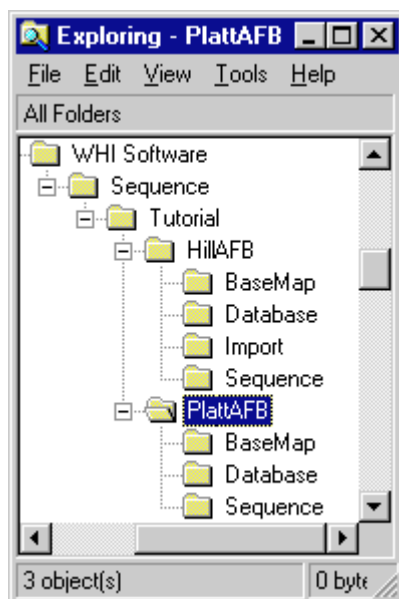 Exploring - PlattAFB
File Edit View Tools Help
All Folders
WHI Software
Sequence
Tutorial
HillAFB
BaseMap
Database
Import
Sequence
PlattAFB
BaseMap
Database
Sequence
3 object(s) 0 byte